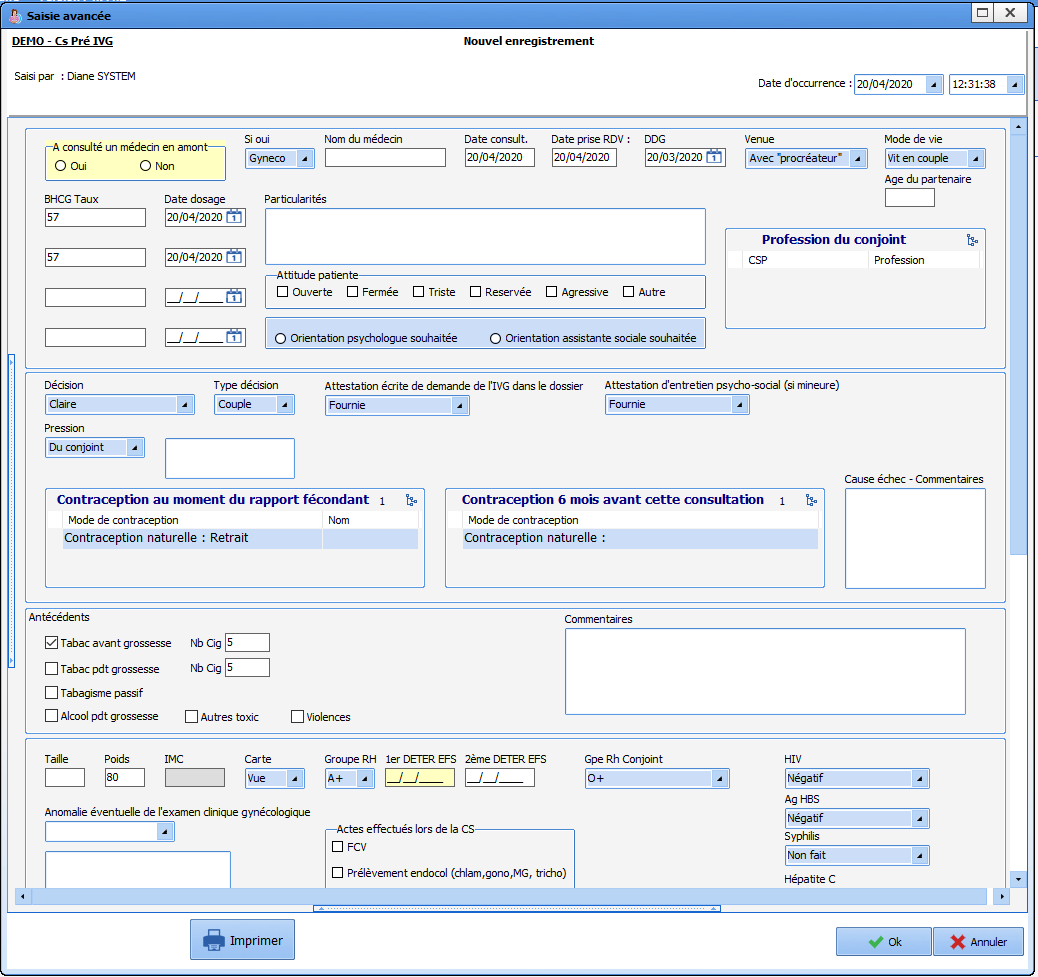 Saisie avancée
DEMO - Cs Pré IVG
Nouvel enregistrement
Saisi par : Diane SYSTEM
Date d'occurrence : 20/04/2020 12:31:38
A consulté un médecin en amont
Oui Non
Si oui
Gyneco
Nom du médecin
Date consult.
20/04/2020
Date prise RDV :
20/04/2020
DDG
20/03/2020
Venue
Avec "procréateur"
Mode de vie
Vit en couple
Age du partenaire
BHCG Taux
Date dosage
57 20/04/2020
57 20/04/2020
__/__/____
__/__/____
Particularités
Attitude patiente
Ouverte Fermée Triste Reservée Agressive Autre
Orientation psychologue souhaitée Orientation assistante sociale souhaitée
Profession du conjoint
CSP Profession
Décision
Claire
Type décision
Couple
Attestation écrite de demande de l'IVG dans le dossier
Fournie
Attestation d'entretien psycho-social (si mineure)
Fournie
Pression
Du conjoint
Contraception au moment du rapport fécondant 1
Mode de contraception Nom
Contraception naturelle : Retrait
Contraception 6 mois avant cette consultation 1
Mode de contraception
Contraception naturelle :
Cause échec - Commentaires
Antécédents
Tabac avant grossesse Nb Cig 5
Tabac pdt grossesse Nb Cig 5
Tabagisme passif
Alcool pdt grossesse Autres toxic Violences
Commentaires
Taille
Poids
80
IMC
Carte
Vue
Groupe RH
A+
1er DETER EFS
__/__/____
2ème DETER EFS
__/__/____
Gpe Rh Conjoint
O+
HIV
Négatif
Ag HBS
Négatif
Syphilis
Non fait
Hépatite C
Anomalie éventuelle de l'examen clinique gynécologique
Actes effectués lors de la CS
FCV
Prélèvement endocol (chlam,gono,MG, tricho)
Imprimer
Ok
Annuler